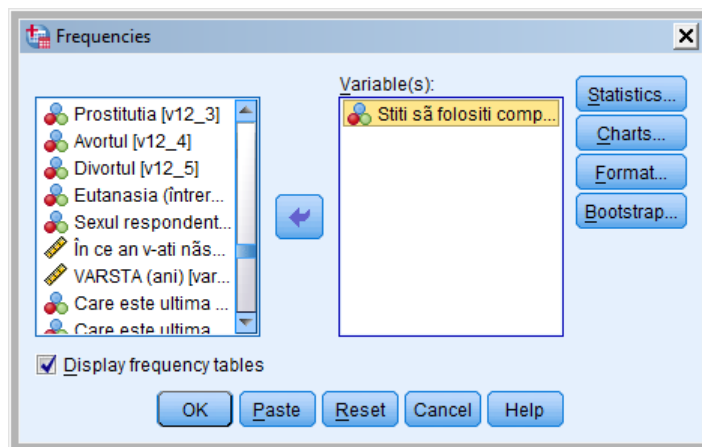 Frequencies
Variable(s):
Prostitutia [v12_3]
Avortul [v12_4]
Divortul [v12_5]
Eutanasia (întrer...
Sexul respondent...
În ce an v-ati nãs...
VARSTA (ani) [var...
Care este ultima ...
Care este ultima
Stiti sã folositi comp...
Statistics...
Charts...
Format...
Bootstrap...
Display frequency tables
OK Paste Reset Cancel Help